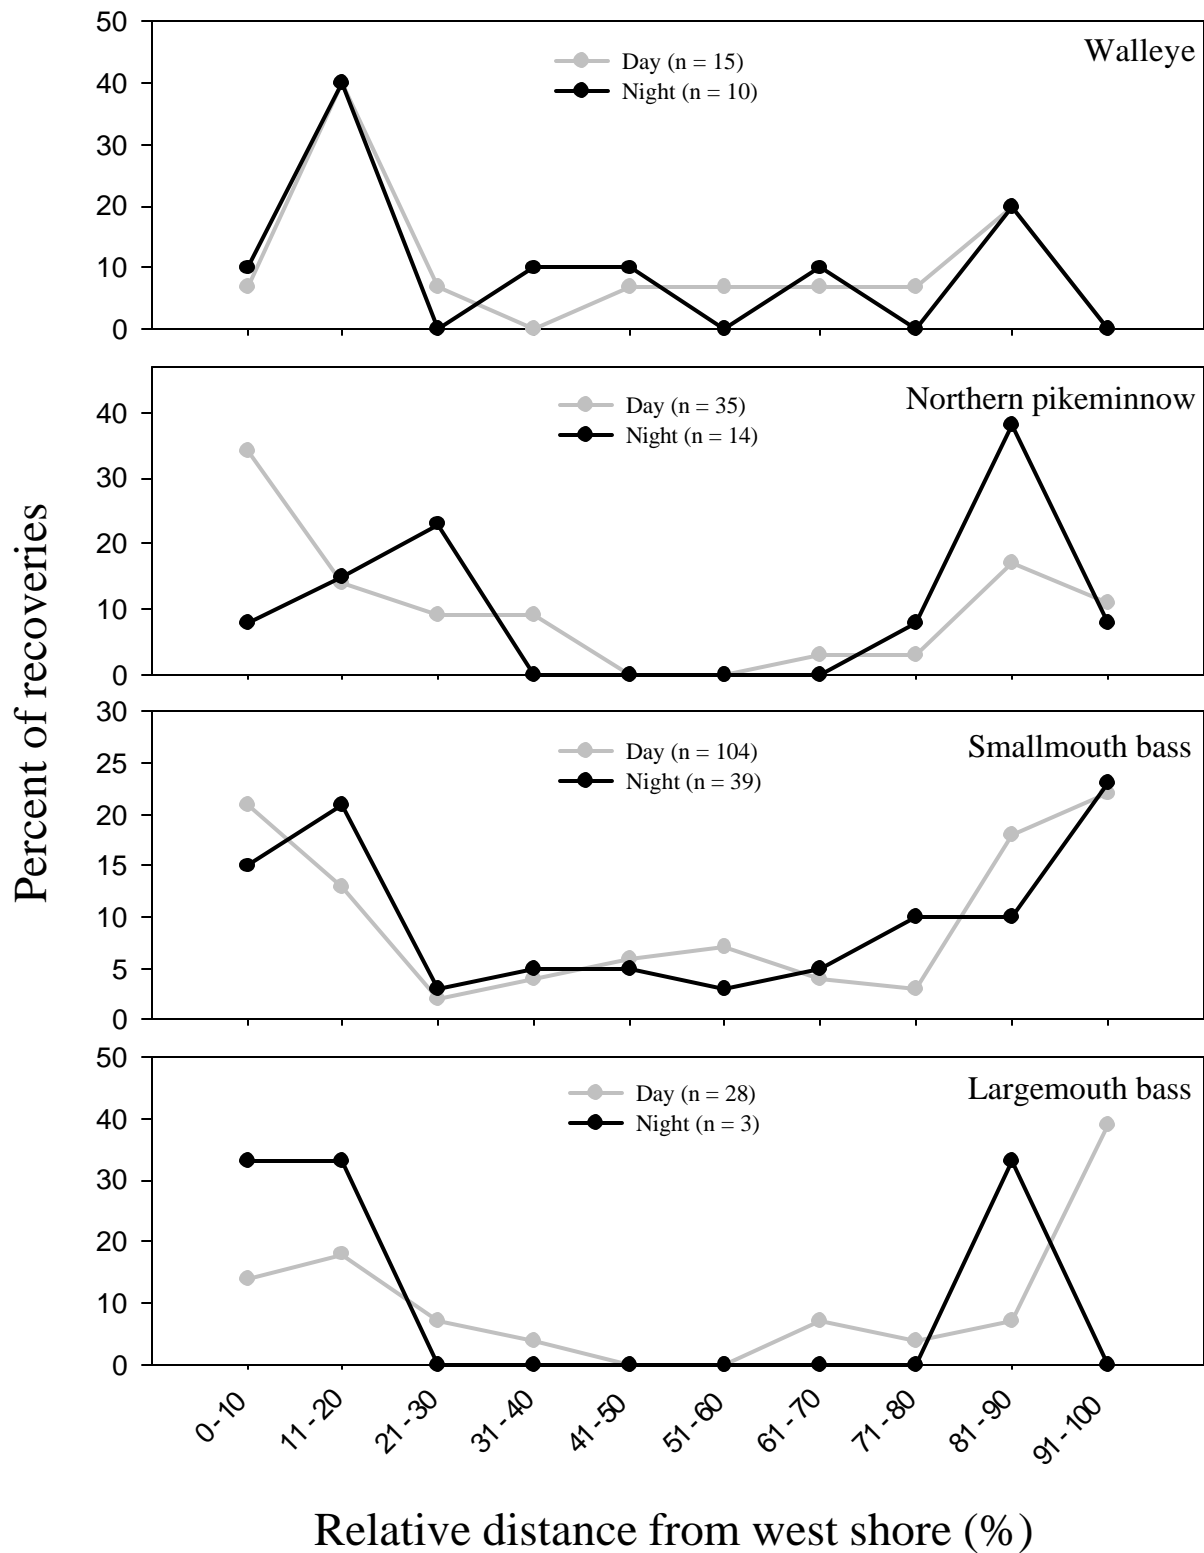 50
40
30
20
10
0
Day (n = 15)
Night (n = 10)
Walleye
40
30
20
10
0
Day (n = 35)
Night (n = 14)
Northern pikeminnow
30
25
20
15
10
5
0
Day (n = 104)
Night (n = 39)
Smallmouth bass
50
40
30
20
10
0
Day (n = 28)
Night (n = 3)
Largemouth bass
Percent of recoveries
0 - 10
11 - 20
21 - 30
31 - 40
41 - 50
51 - 60
61 - 70
71 - 80
81 - 90
91 - 100
Relative distance from west shore (%)